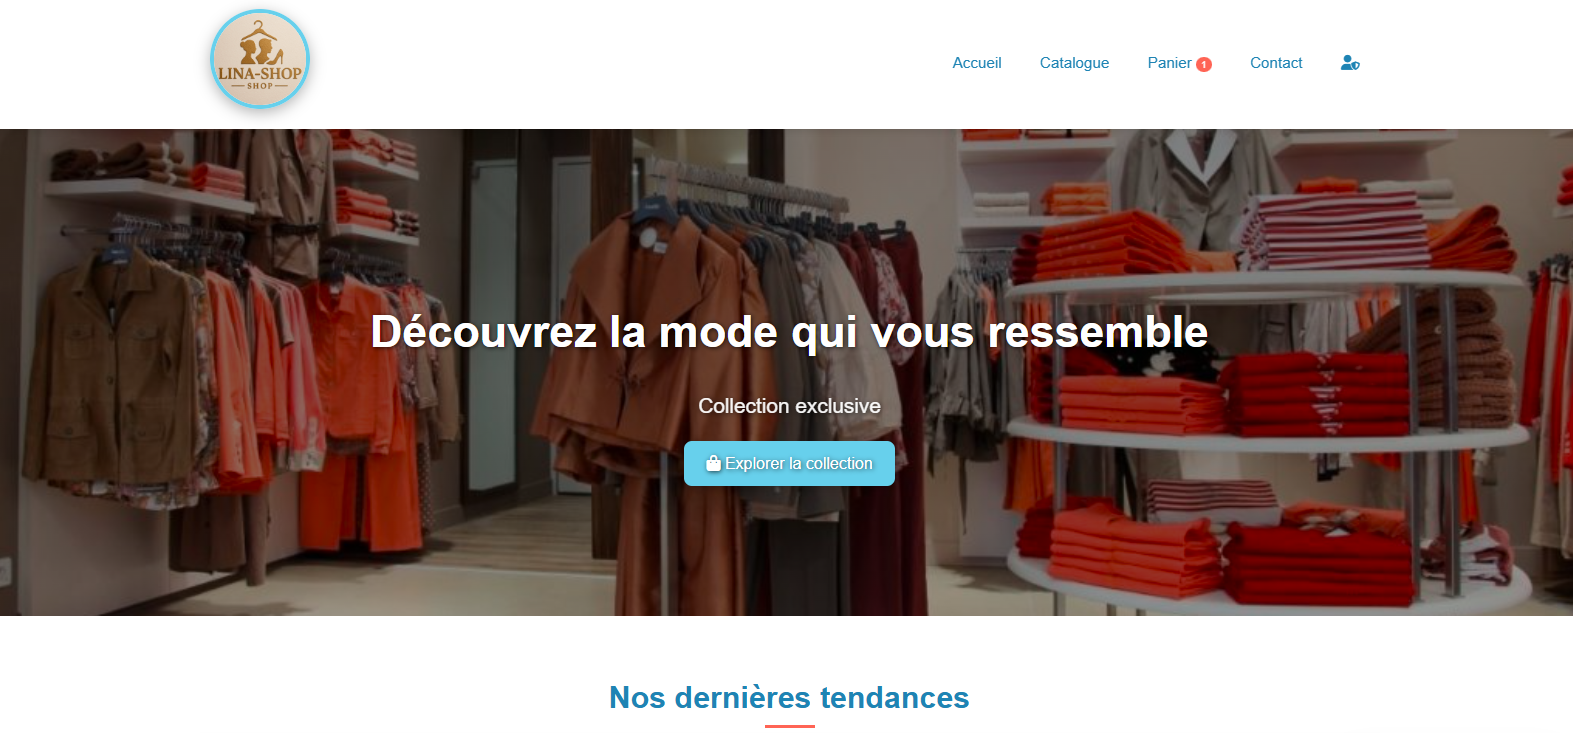 LINA-SHOP
SHOP
Accueil
Catalogue
Panier 1
Contact
Découvrez la mode qui vous ressemble
Collection exclusive
Explorer la collection
Nos dernières tendances